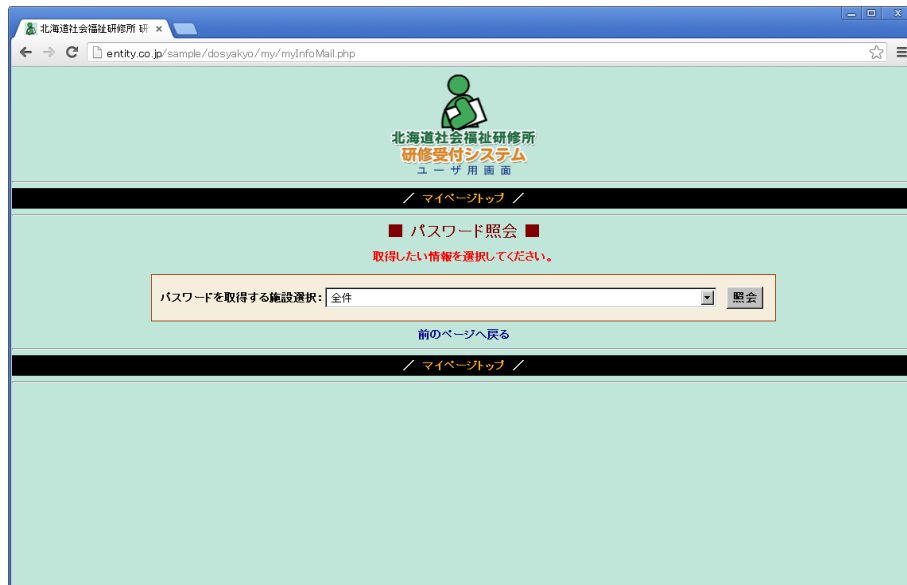 北海道社会福祉研修所 研
entity.co.jp/sample/dosyakyo/my/myInfoMail.php
北海道社会福祉研修所
研修受付システム
ユーザ用画面
／ マイページトップ ／
■ パスワード照会 ■
取得したい情報を選択してください。
パスワードを取得する施設選択： 全件 照会
前のページへ戻る
／ マイページトップ ／